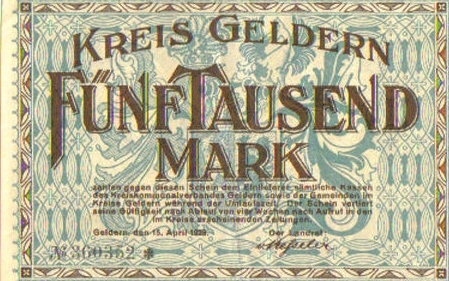 KREIS GELDERN
FÜNFTAUSEND
MARK
zahlen gegen diesen Schein dem Einlieferer sämtliche Kassen
des Kreiskommunalverbandes Geldern sowie der Gemeinden im
Kreise Geldern während der Umlaufszeit. Der Schein verliert
seine Gültigkeit nach Ablauf von vier Wochen nach Aufruf in den
im Kreise erscheinenden Zeitungen.
Geldern, den 15. April 1923. Der Landrat:
№ 360352 *